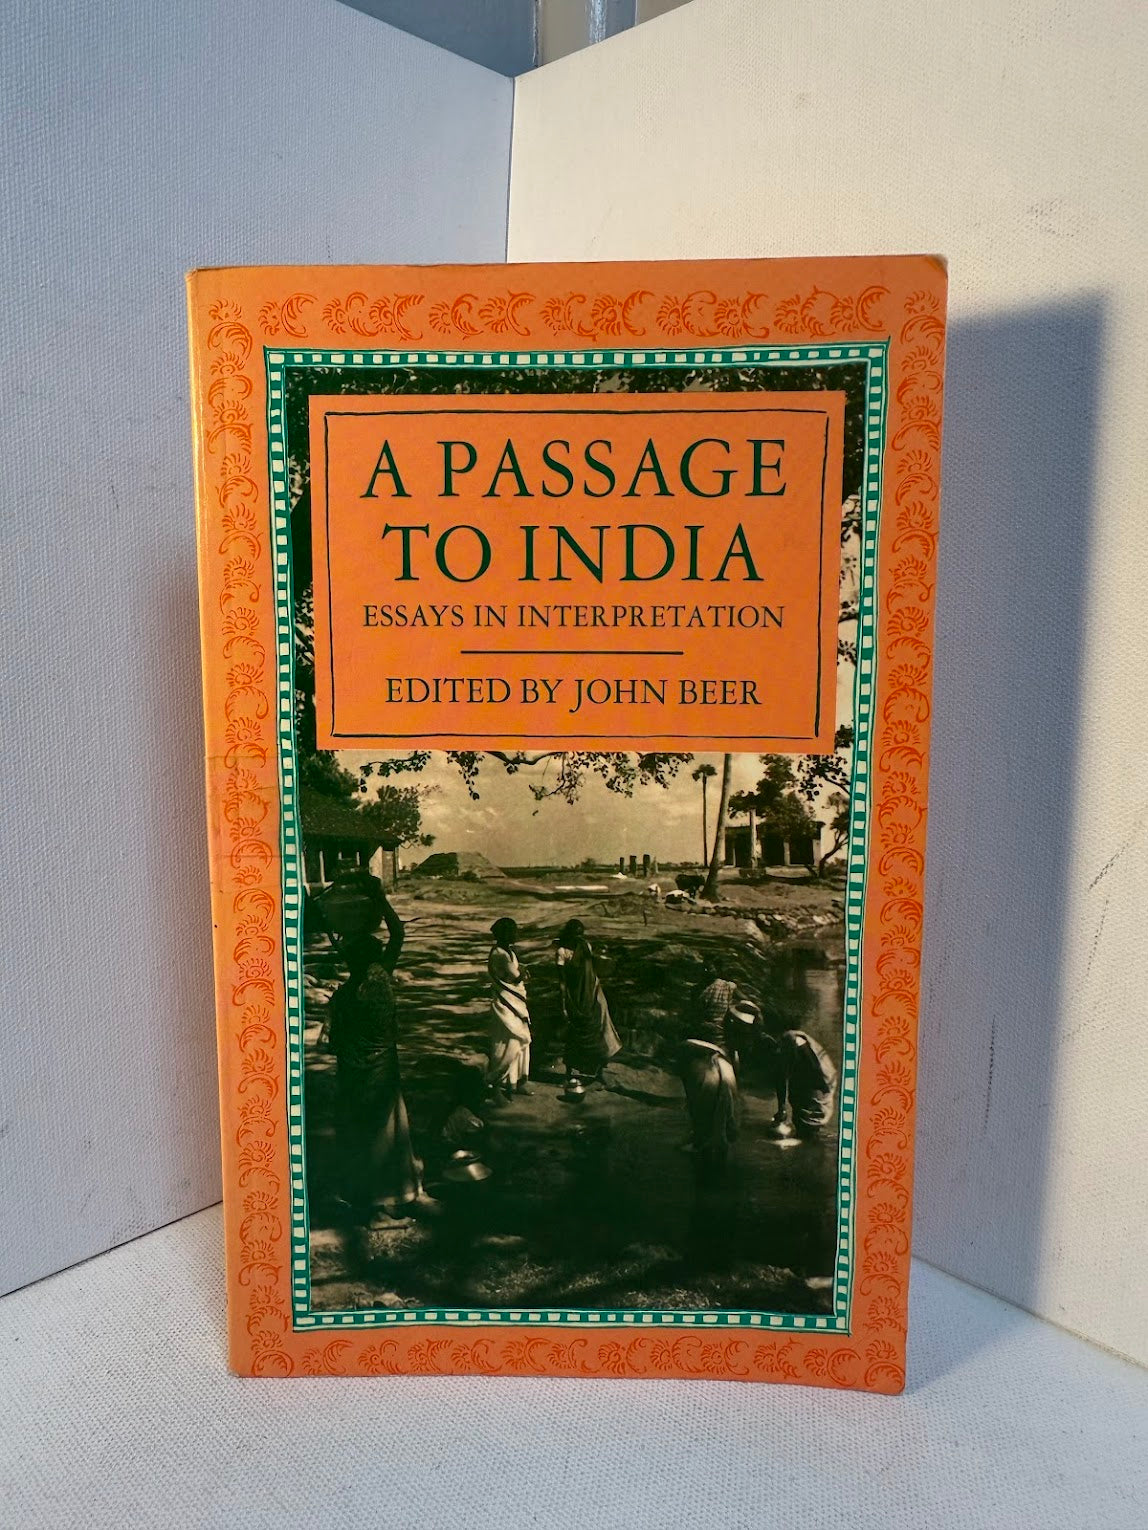 A PASSAGE
TO INDIA
ESSAYS IN INTERPRETATION
EDITED BY JOHN BEER